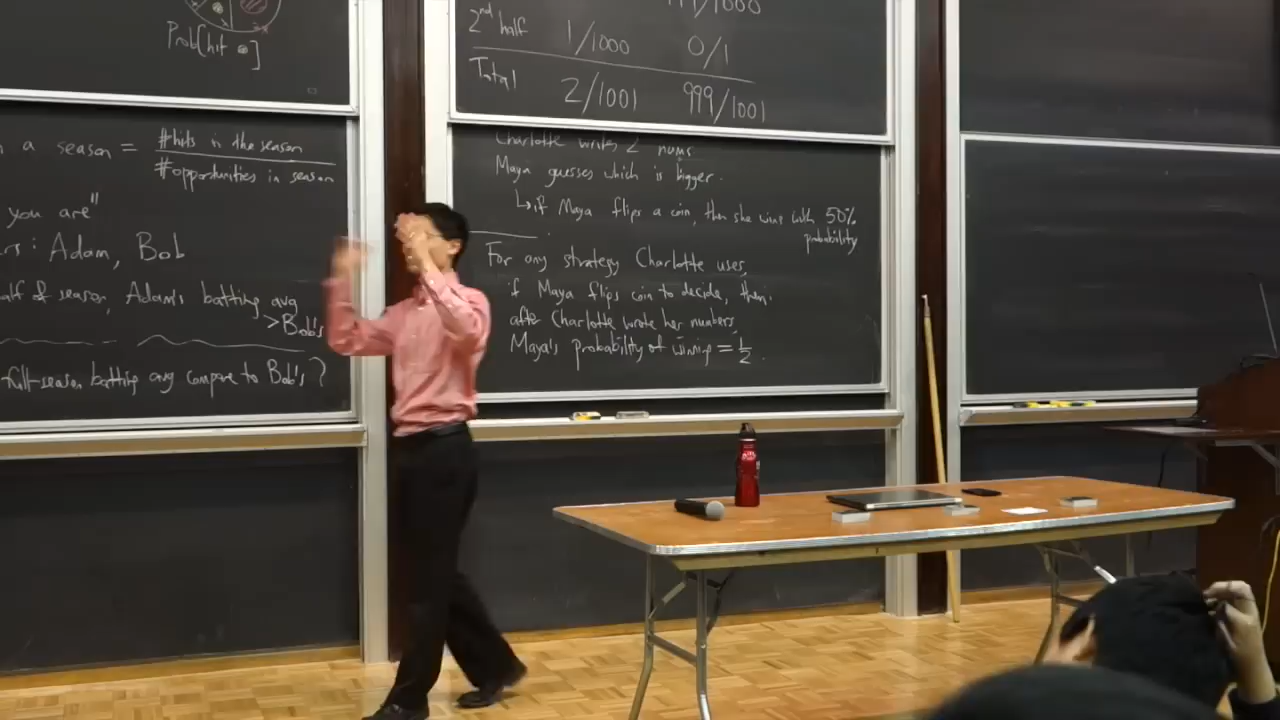 Prob[hit ]
n a season = #hits in the season
#opportunities in season
you are"
rs: Adam, Bob
alf of season, Adam's batting avg
>Bob's
full-season batting avg compare to Bob's?
/1000
2nd half 1/1000 0/1
Total 2/1001 999/1001
Charlotte writes 2 nums
Maya guesses which is bigger.
↳ if Maya flips a coin, then she wins with 50%
probability
For any strategy Charlotte uses,
if Maya flips coin to decide, then
after Charlotte wrote her numbers,
Maya's probability of winning = 1/2.